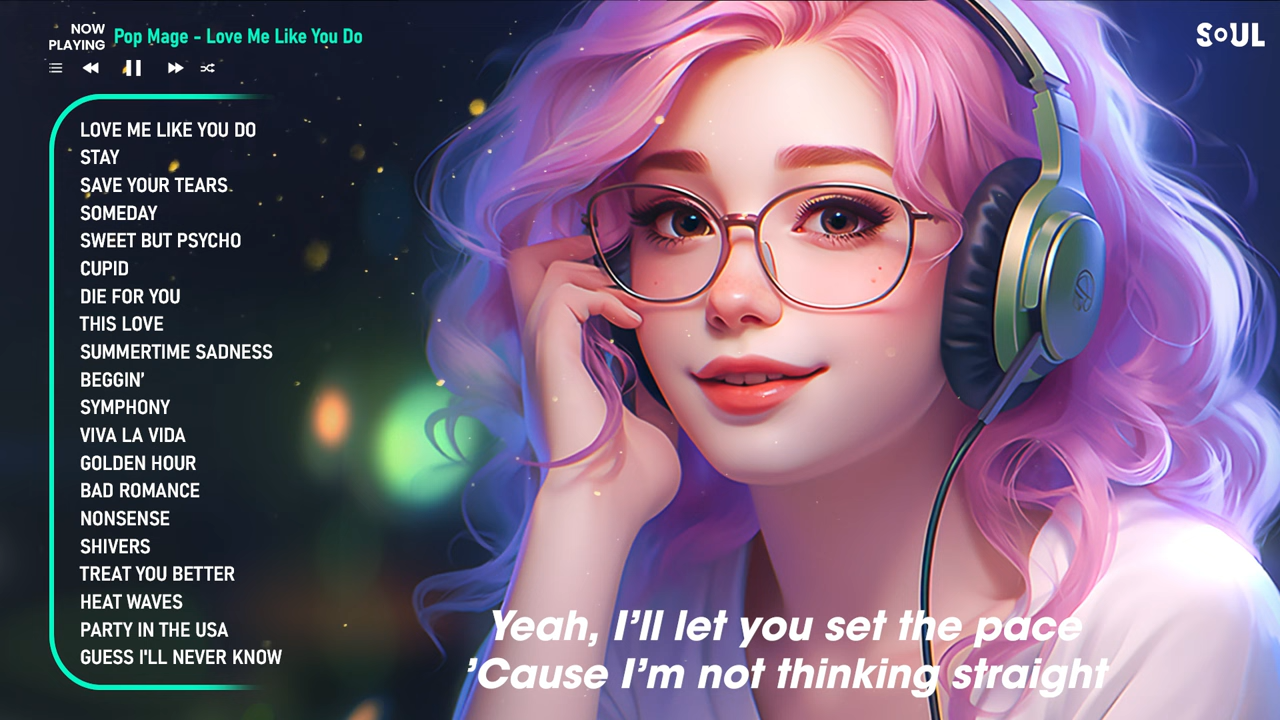 NOW
PLAYING
Pop Mage - Love Me Like You Do
SOUL
LOVE ME LIKE YOU DO
STAY
SAVE YOUR TEARS
SOMEDAY
SWEET BUT PSYCHO
CUPID
DIE FOR YOU
THIS LOVE
SUMMERTIME SADNESS
BEGGIN'
SYMPHONY
VIVA LA VIDA
GOLDEN HOUR
BAD ROMANCE
NONSENSE
SHIVERS
TREAT YOU BETTER
HEAT WAVES
PARTY IN THE USA
GUESS I'LL NEVER KNOW
Yeah, I'll let you set the pace
'Cause I'm not thinking straight